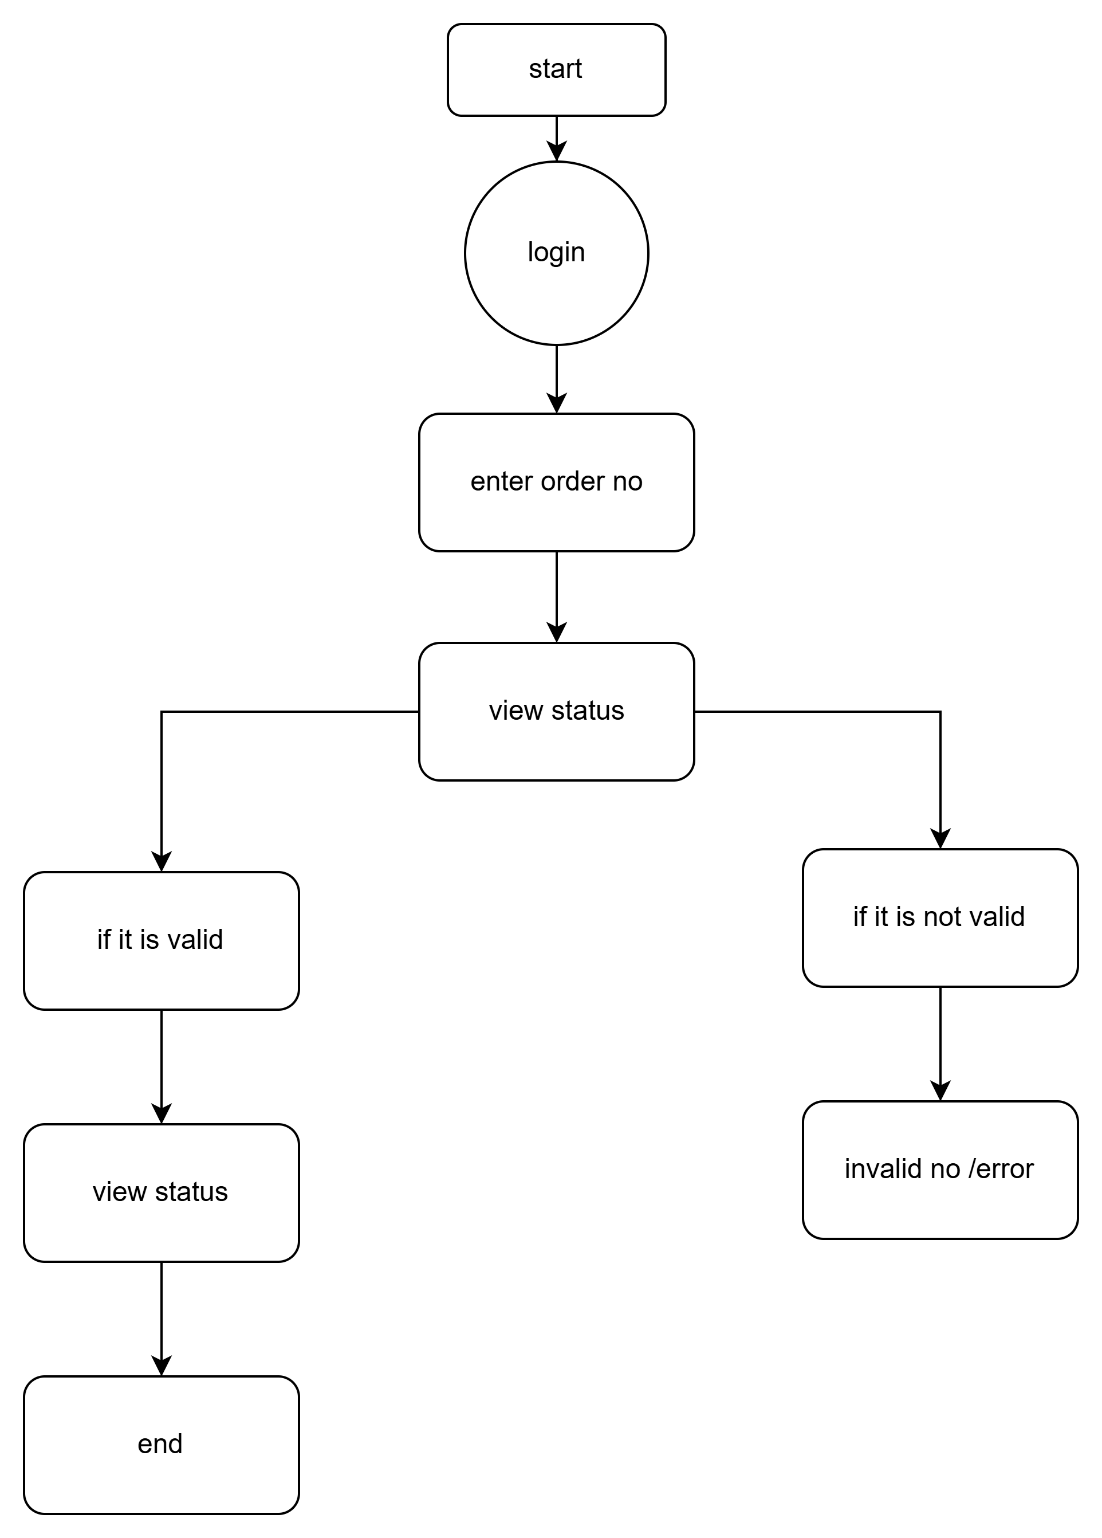 start
login
enter order no
view status
if it is valid
if it is not valid
view status
invalid no /error
end